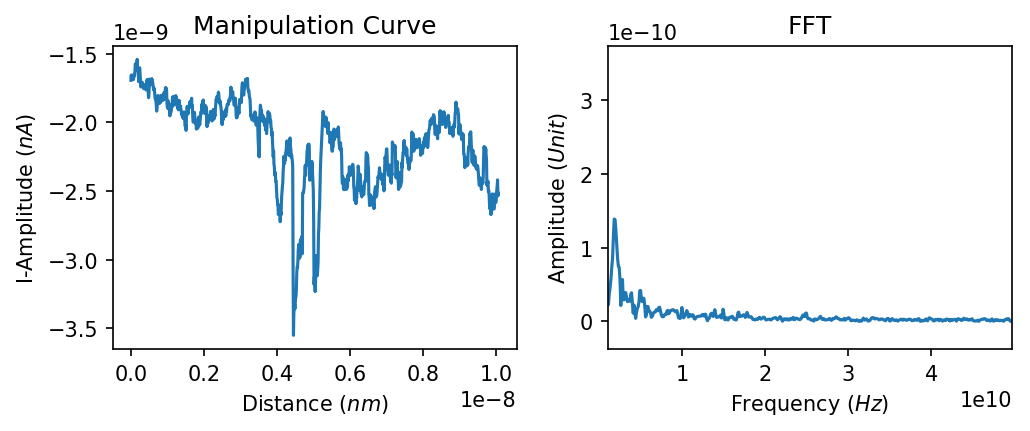 Manipulation Curve
1e−9
−1.5
−2.0
−2.5
−3.0
−3.5
I-Amplitude (nA)
0.0 0.2 0.4 0.6 0.8 1.0
1e−8
Distance (nm)
FFT
1e−10
3
2
1
0
Amplitude (Unit)
1 2 3 4
1e10
Frequency (Hz)